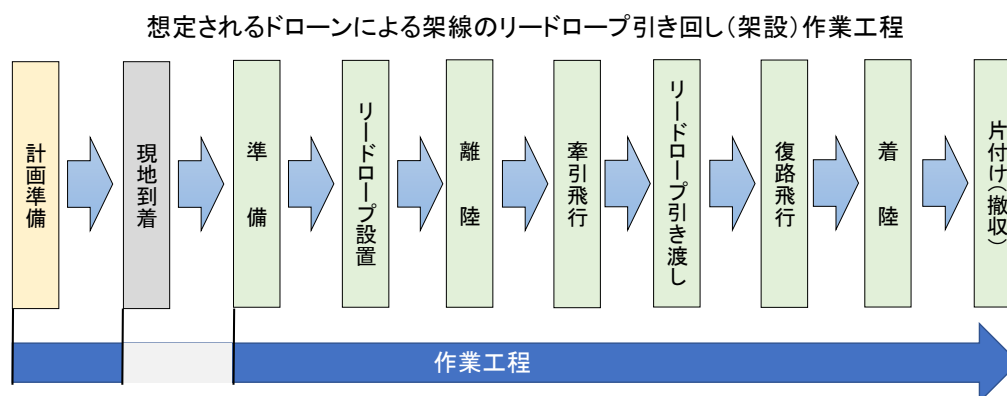 想定されるドローンによる架線のリードロープ引き回し(架設)作業工程
計画準備
現地到着
準備
リードロープ設置
離陸
牽引飛行
リードロープ引き渡し
復路飛行
着陸
片付け(撤収)
作業工程